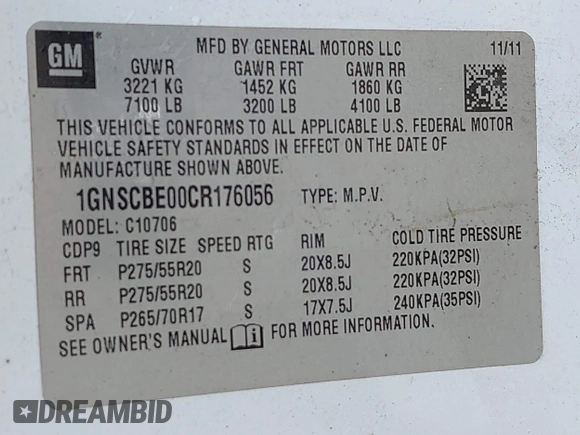 GM
MFD BY GENERAL MOTORS LLC 11/11
GVWR GAWR FRT GAWR RR
3221 KG 1452 KG 1860 KG
7100 LB 3200 LB 4100 LB
THIS VEHICLE CONFORMS TO ALL APPLICABLE U.S. FEDERAL MOTOR
VEHICLE SAFETY STANDARDS IN EFFECT ON THE DATE OF
MANUFACTURE SHOWN ABOVE.
1GNSCBE00CR176056 TYPE: M.P.V.
MODEL: C10706
CDP9 TIRE SIZE SPEED RTG RIM COLD TIRE PRESSURE
FRT P275/55R20 S 20X8.5J 220KPA(32PSI)
RR P275/55R20 S 20X8.5J 220KPA(32PSI)
SPA P265/70R17 S 17X7.5J 240KPA(35PSI)
SEE OWNER'S MANUAL FOR MORE INFORMATION.
DREAMBID